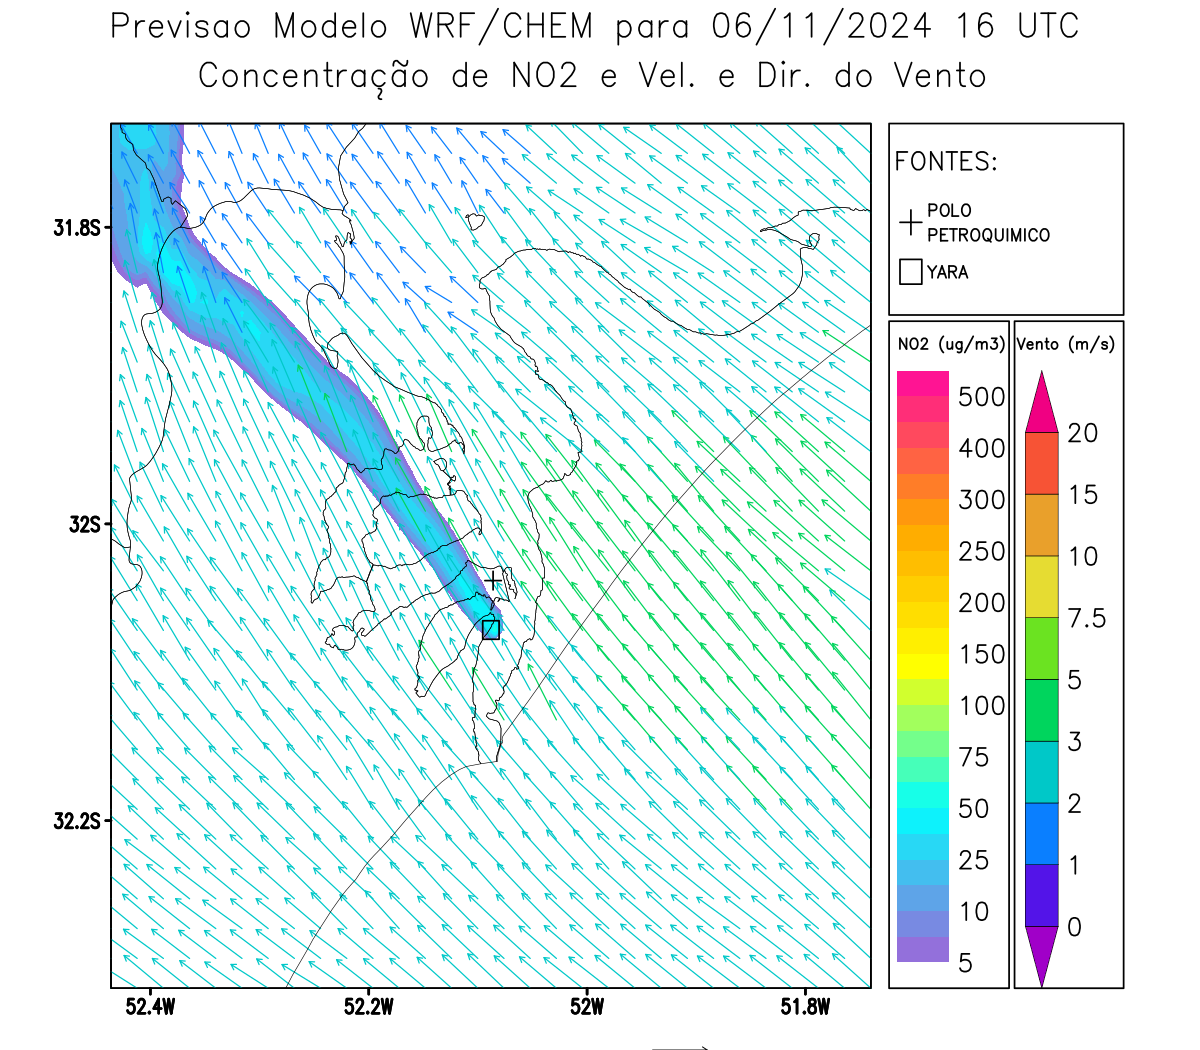 Previsao Modelo WRF/CHEM para 06/11/2024 16 UTC
Concentração de NO2 e Vel. e Dir. do Vento
FONTES:
POLO
PETROQUIMICO
YARA
NO2 (ug/m3)
500
400
300
250
200
150
100
75
50
25
10
5
Vento (m/s)
20
15
10
7.5
5
3
2
1
0
31.8S
32S
32.2S
52.4W
52.2W
52W
51.8W